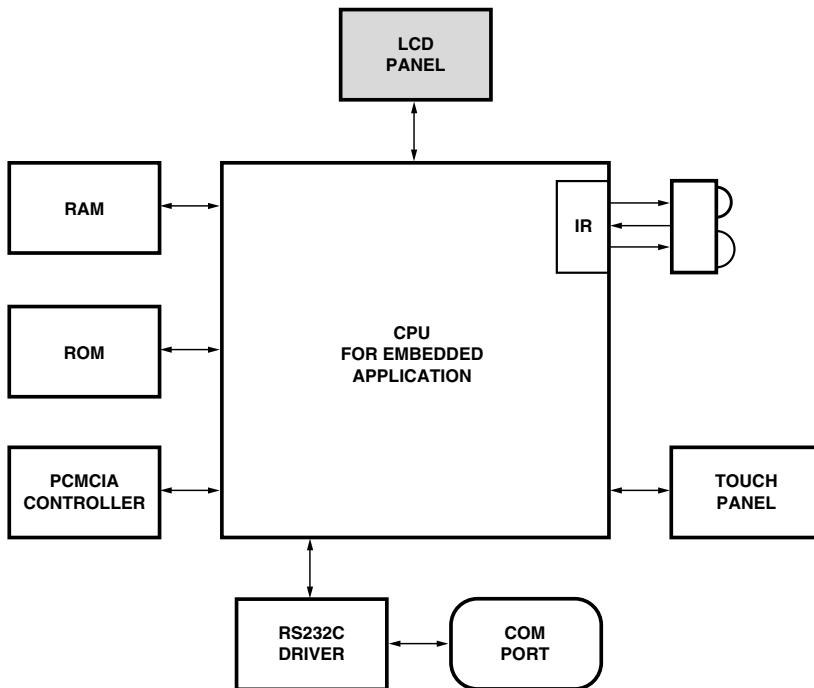 LCD
PANEL
RAM
IR
ROM
CPU
FOR EMBEDDED
APPLICATION
PCMCIA
CONTROLLER
TOUCH
PANEL
RS232C
DRIVER
COM
PORT